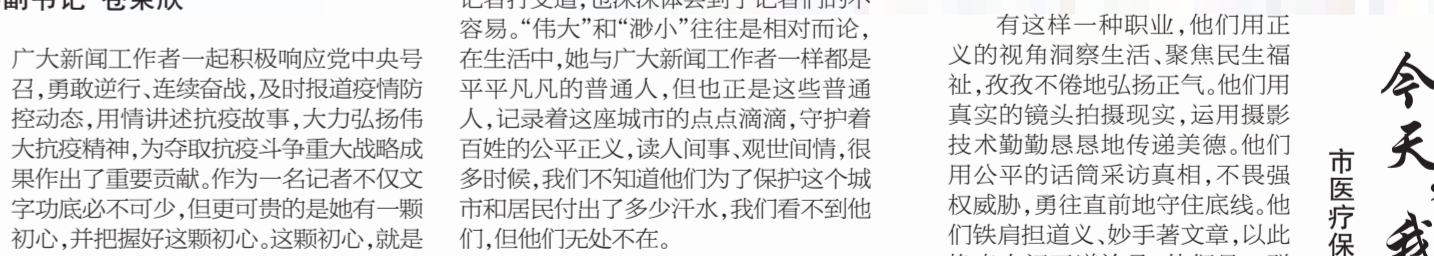 副书记
广大新闻工作者一起积极响应党中央号
召,勇敢逆行、连续奋战,及时报道疫情防
控动态,用情讲述抗疫故事,大力弘扬伟
大抗疫精神,为夺取抗疫斗争重大战略成
果作出了重要贡献。作为一名记者不仅文
字功底必不可少,但更可贵的是她有一颗
初心,并把握好这颗初心。这颗初心,就是
容易。“伟大”和“渺小”往往是相对而论,
在生活中,她与广大新闻工作者一样都是
平平凡凡的普通人,但也正是这些普通
人,记录着这座城市的点点滴滴,守护着
百姓的公平正义,读人间事、观世间情,很
多时候,我们不知道他们为了保护这个城
市和居民付出了多少汗水,我们看不到他
们,但他们无处不在。
有这样一种职业,他们用正
义的视角洞察生活、聚焦民生福
祉,孜孜不倦地弘扬正气。他们用
真实的镜头拍摄现实,运用摄影
技术勤勤恳恳地传递美德。他们
用公平的话筒采访真相,不畏强
权威胁,勇往直前地守住底线。他
们铁肩担道义、妙手著文章,以此
市医疗保
今天,我